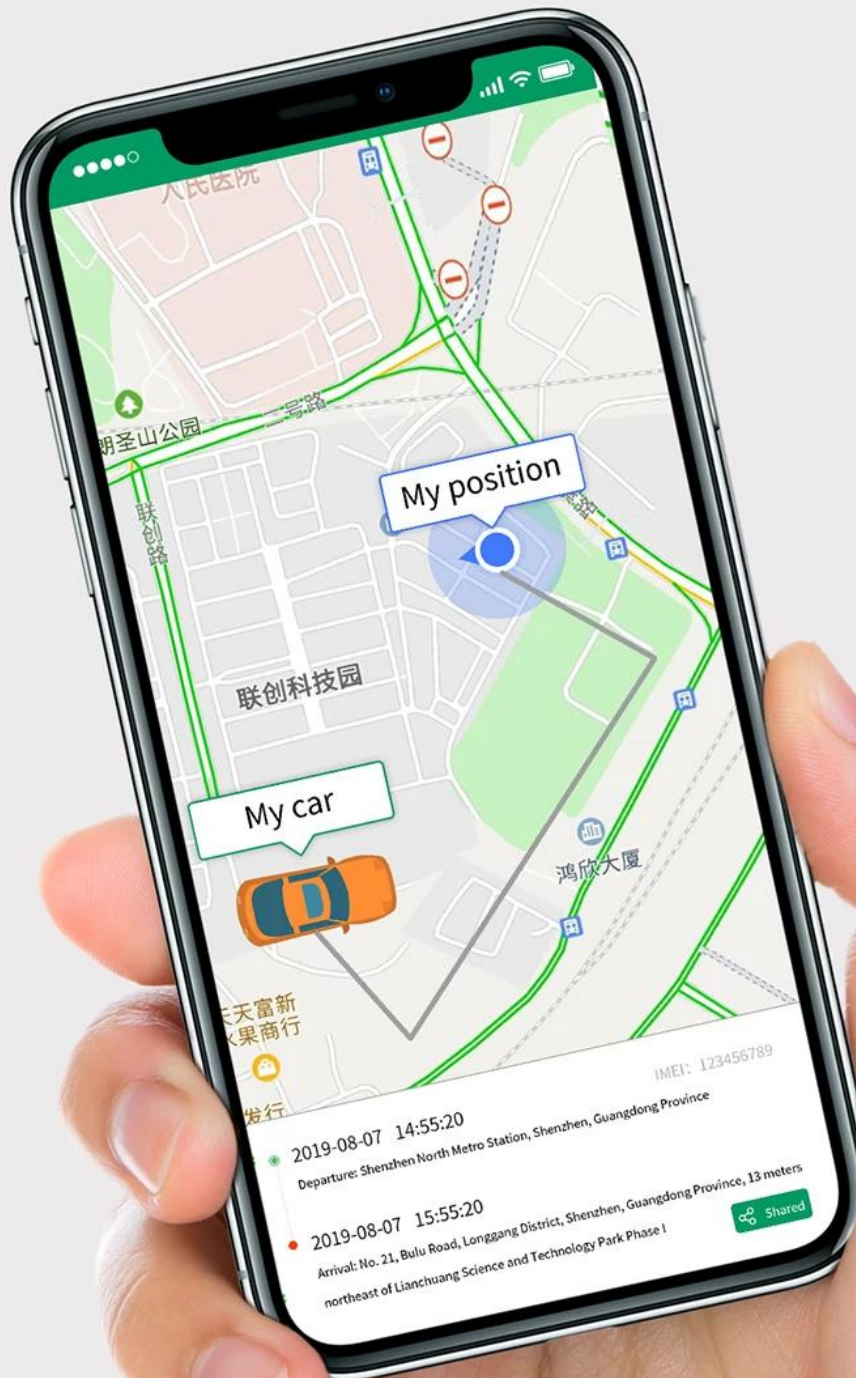 人民医院
三号路
朗圣山公园
联创路
My position
路
联创科技园
My car
鸿欣大厦
天天富新
水果商行
发行
IMEI: 123456789
2019-08-07 14:55:20
Departure: Shenzhen North Metro Station, Shenzhen, Guangdong Province
2019-08-07 15:55:20
Arrival: No. 21, Bulu Road, Longgang District, Shenzhen, Guangdong Province, 13 meters
northeast of Lianchuang Science and Technology Park Phase I
Shared